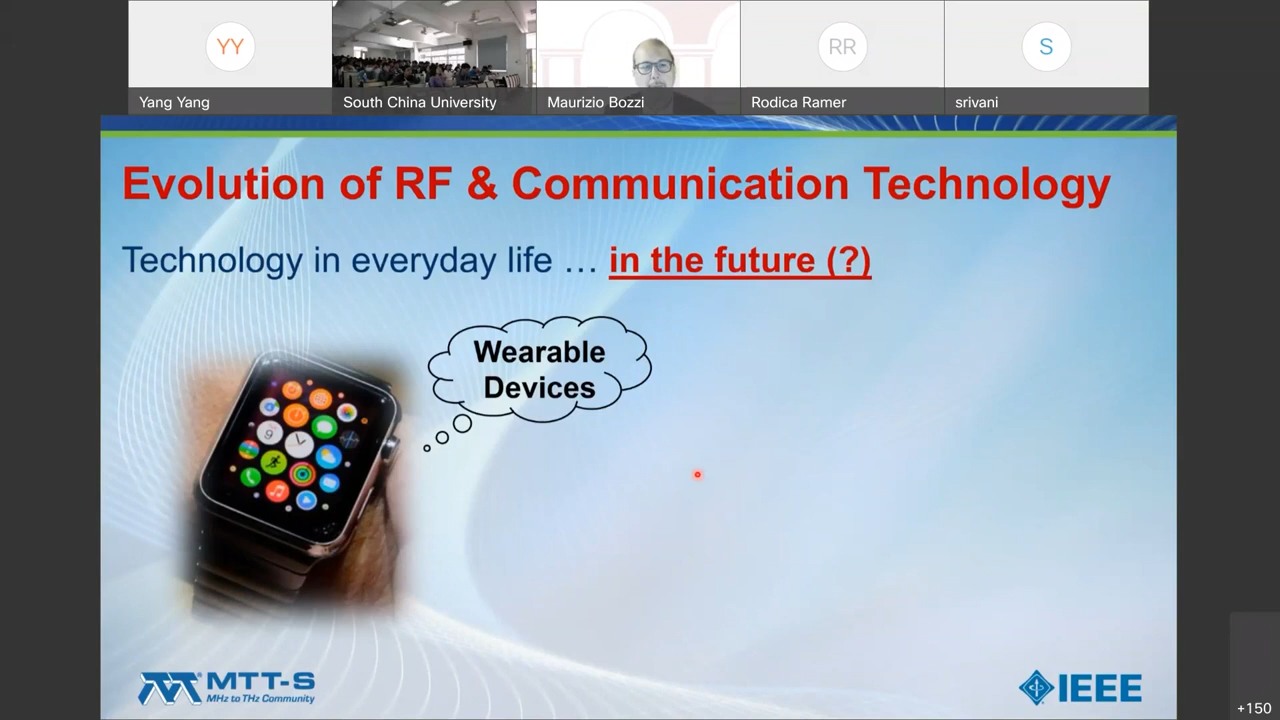 YY
RR
S
Yang Yang
South China University
Maurizio Bozzi
Rodica Ramer
srivani
Evolution of RF & Communication Technology
Technology in everyday life … in the future (?)
Wearable
Devices
9
MTT-S
MHz to THz Community
IEEE
+150